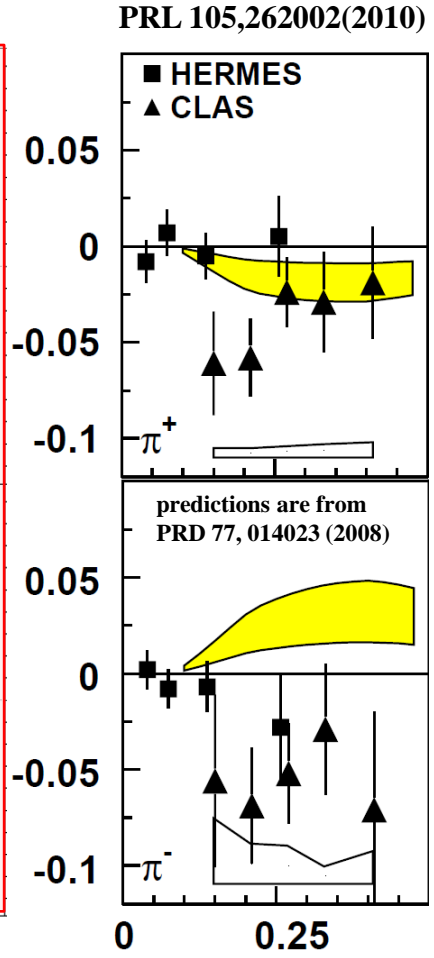 PRL 105,262002(2010)
■ HERMES
▲ CLAS
0.05
0
-0.05
-0.1
π+
predictions are from
PRD 77, 014023 (2008)
0.05
0
-0.05
-0.1
π-
0 0.25